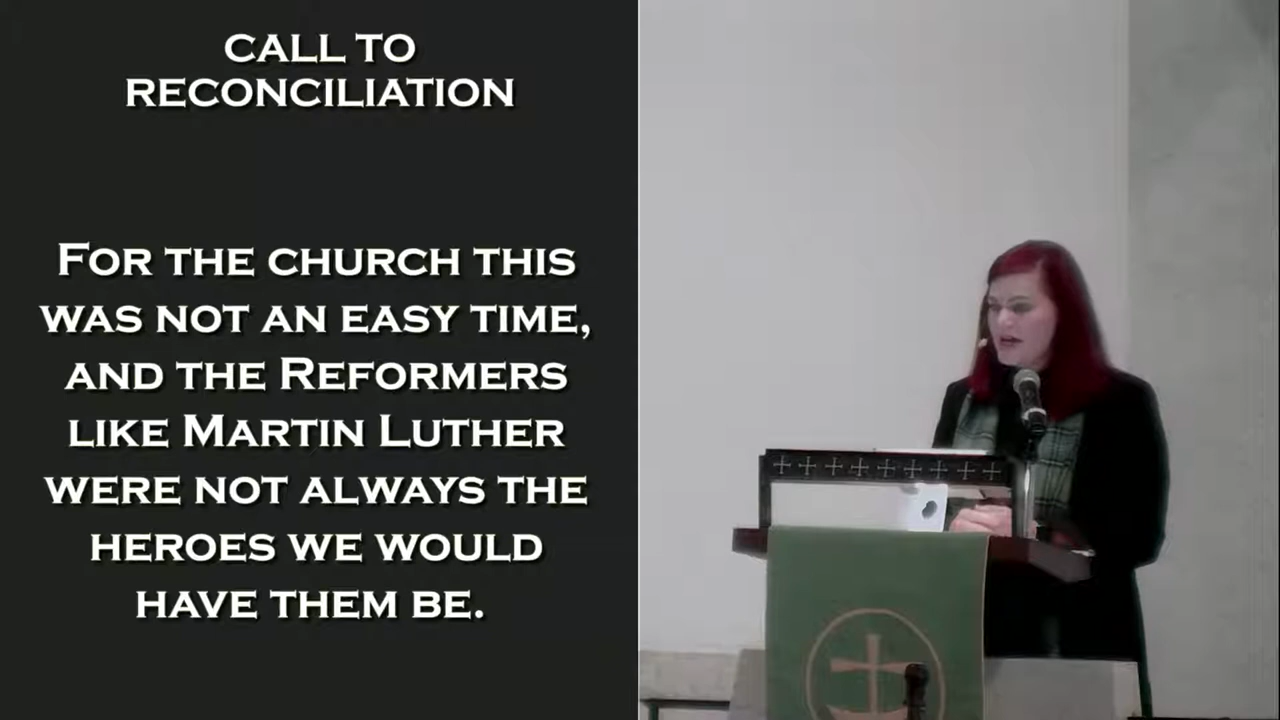 CALL TO
RECONCILIATION
FOR THE CHURCH THIS
WAS NOT AN EASY TIME,
AND THE REFORMERS
LIKE MARTIN LUTHER
WERE NOT ALWAYS THE
HEROES WE WOULD
HAVE THEM BE.